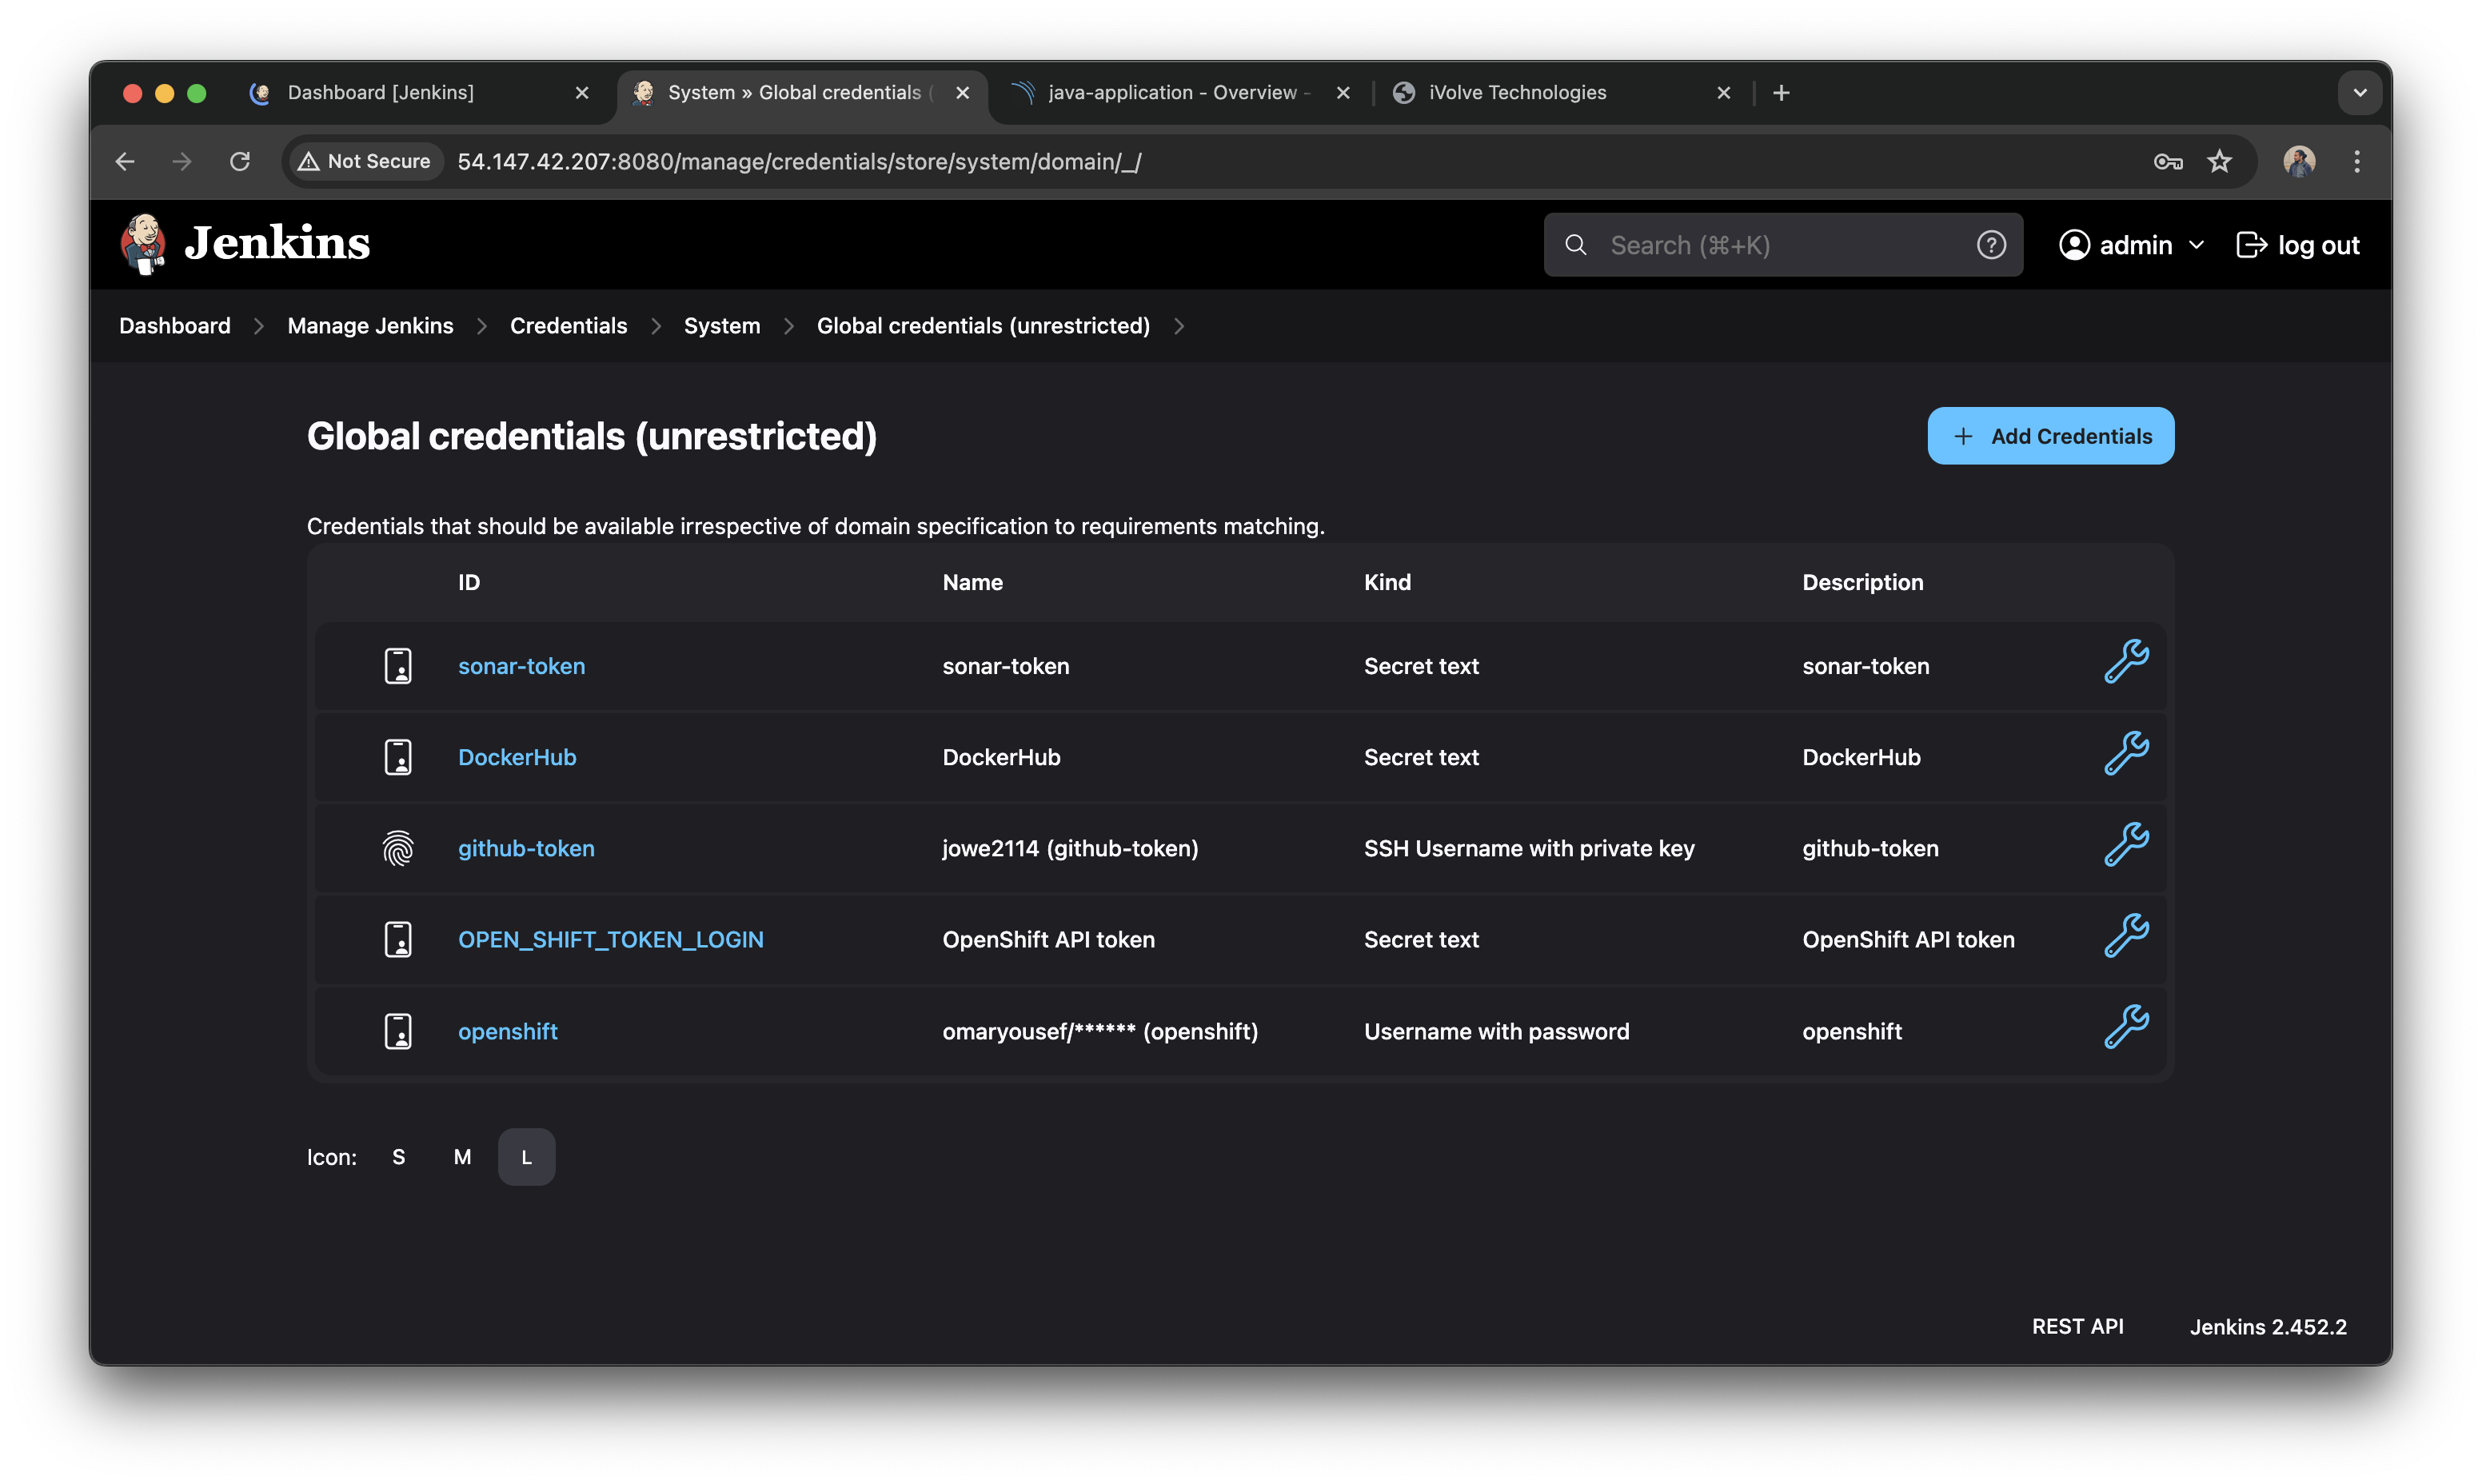 Dashboard [Jenkins]
System » Global credentials (
java-application - Overview -
iVolve Technologies
Not Secure
54.147.42.207:8080/manage/credentials/store/system/domain/_/
Jenkins
Search (⌘+K)
admin
log out
Dashboard
Manage Jenkins
Credentials
System
Global credentials (unrestricted)
Global credentials (unrestricted)
+ Add Credentials
Credentials that should be available irrespective of domain specification to requirements matching.
ID Name Kind Description
sonar-token sonar-token Secret text sonar-token
DockerHub DockerHub Secret text DockerHub
github-token jowe2114 (github-token) SSH Username with private key github-token
OPEN_SHIFT_TOKEN_LOGIN OpenShift API token Secret text OpenShift API token
openshift omaryousef/****** (openshift) Username with password openshift
Icon: S M L
REST API Jenkins 2.452.2